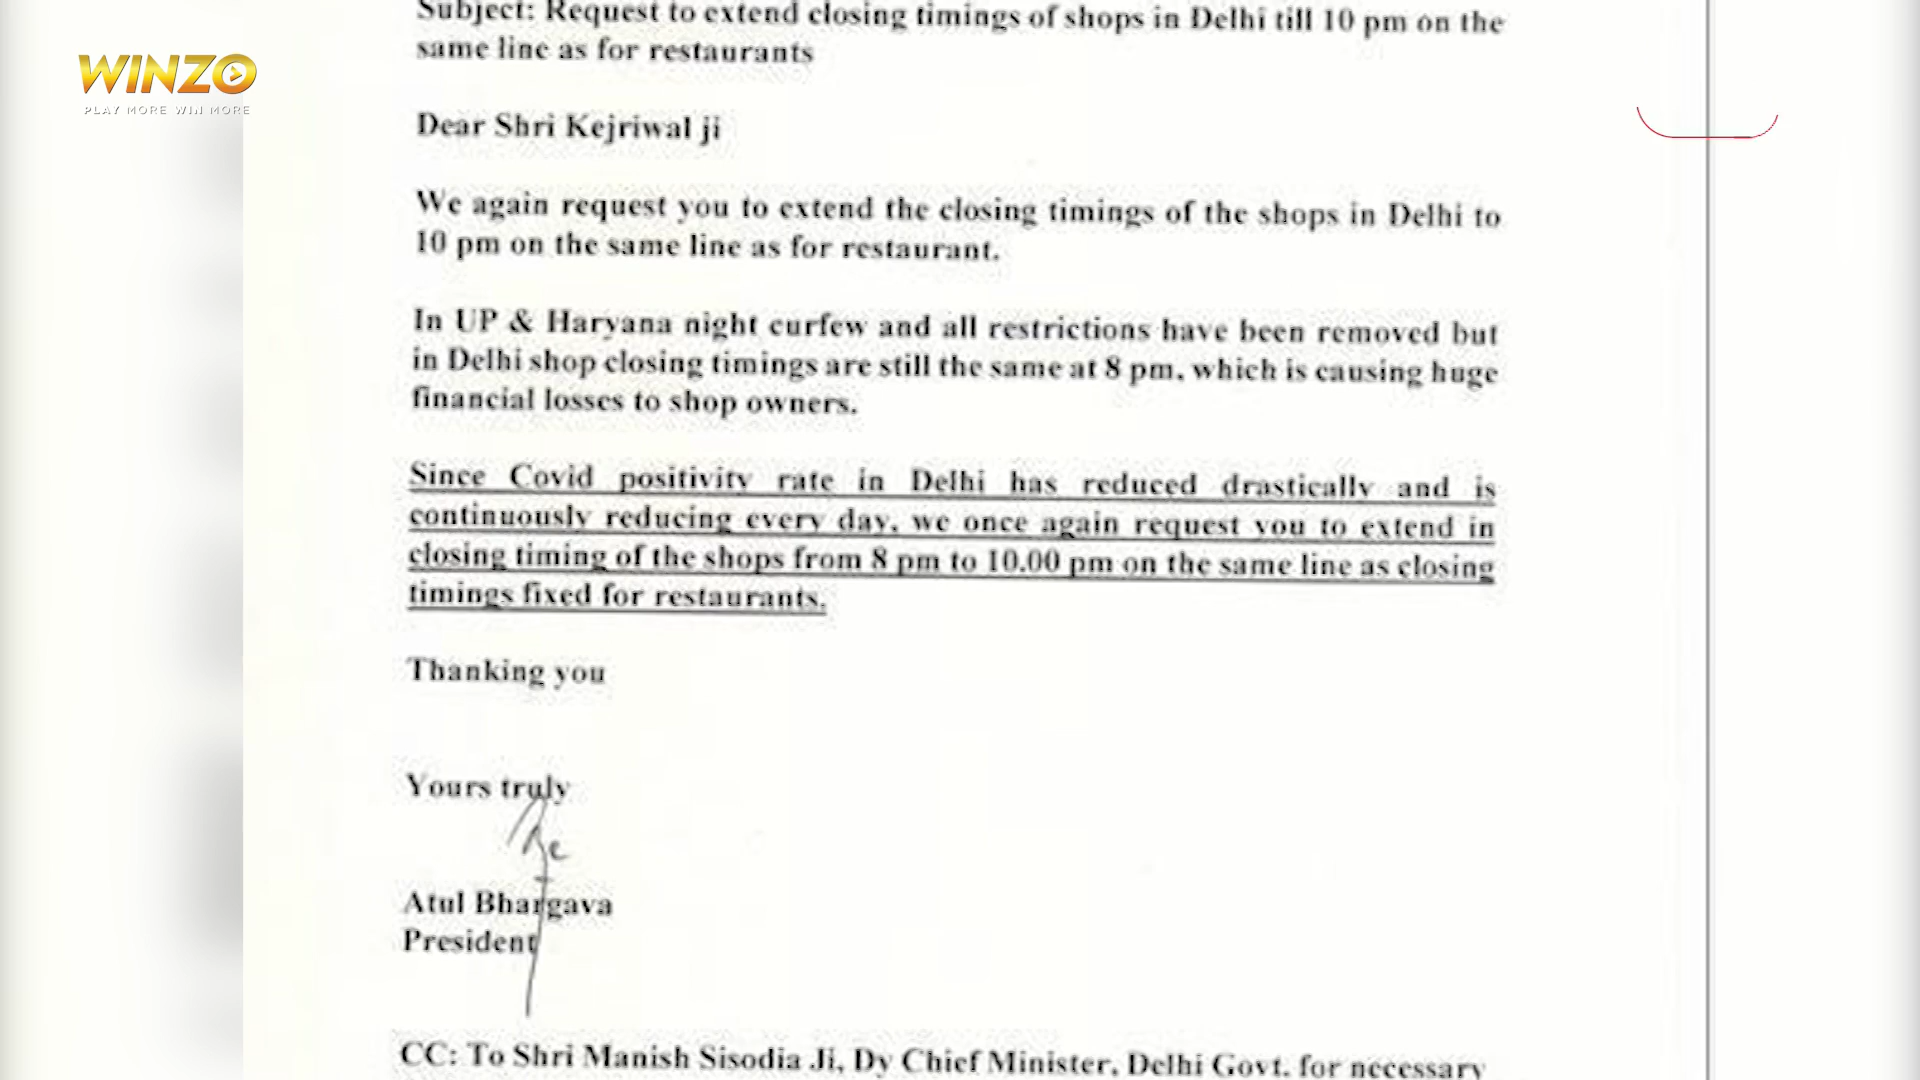 WINZO
PLAY MORE WIN MORE
Subject: Request to extend closing timings of shops in Delhi till 10 pm on the
same line as for restaurants
Dear Shri Kejriwal ji
We again request you to extend the closing timings of the shops in Delhi to
10 pm on the same line as for restaurant.
In UP & Haryana night curfew and all restrictions have been removed but
in Delhi shop closing timings are still the same at 8 pm, which is causing huge
financial losses to shop owners.
Since Covid positivity rate in Delhi has reduced drastically and is
continuously reducing every day, we once again request you to extend in
closing timing of the shops from 8 pm to 10.00 pm on the same line as closing
timings fixed for restaurants.
Thanking you
Yours truly
Atul Bhargava
President
CC: To Shri Manish Sisodia Ji, Dy Chief Minister, Delhi Govt. for necessary